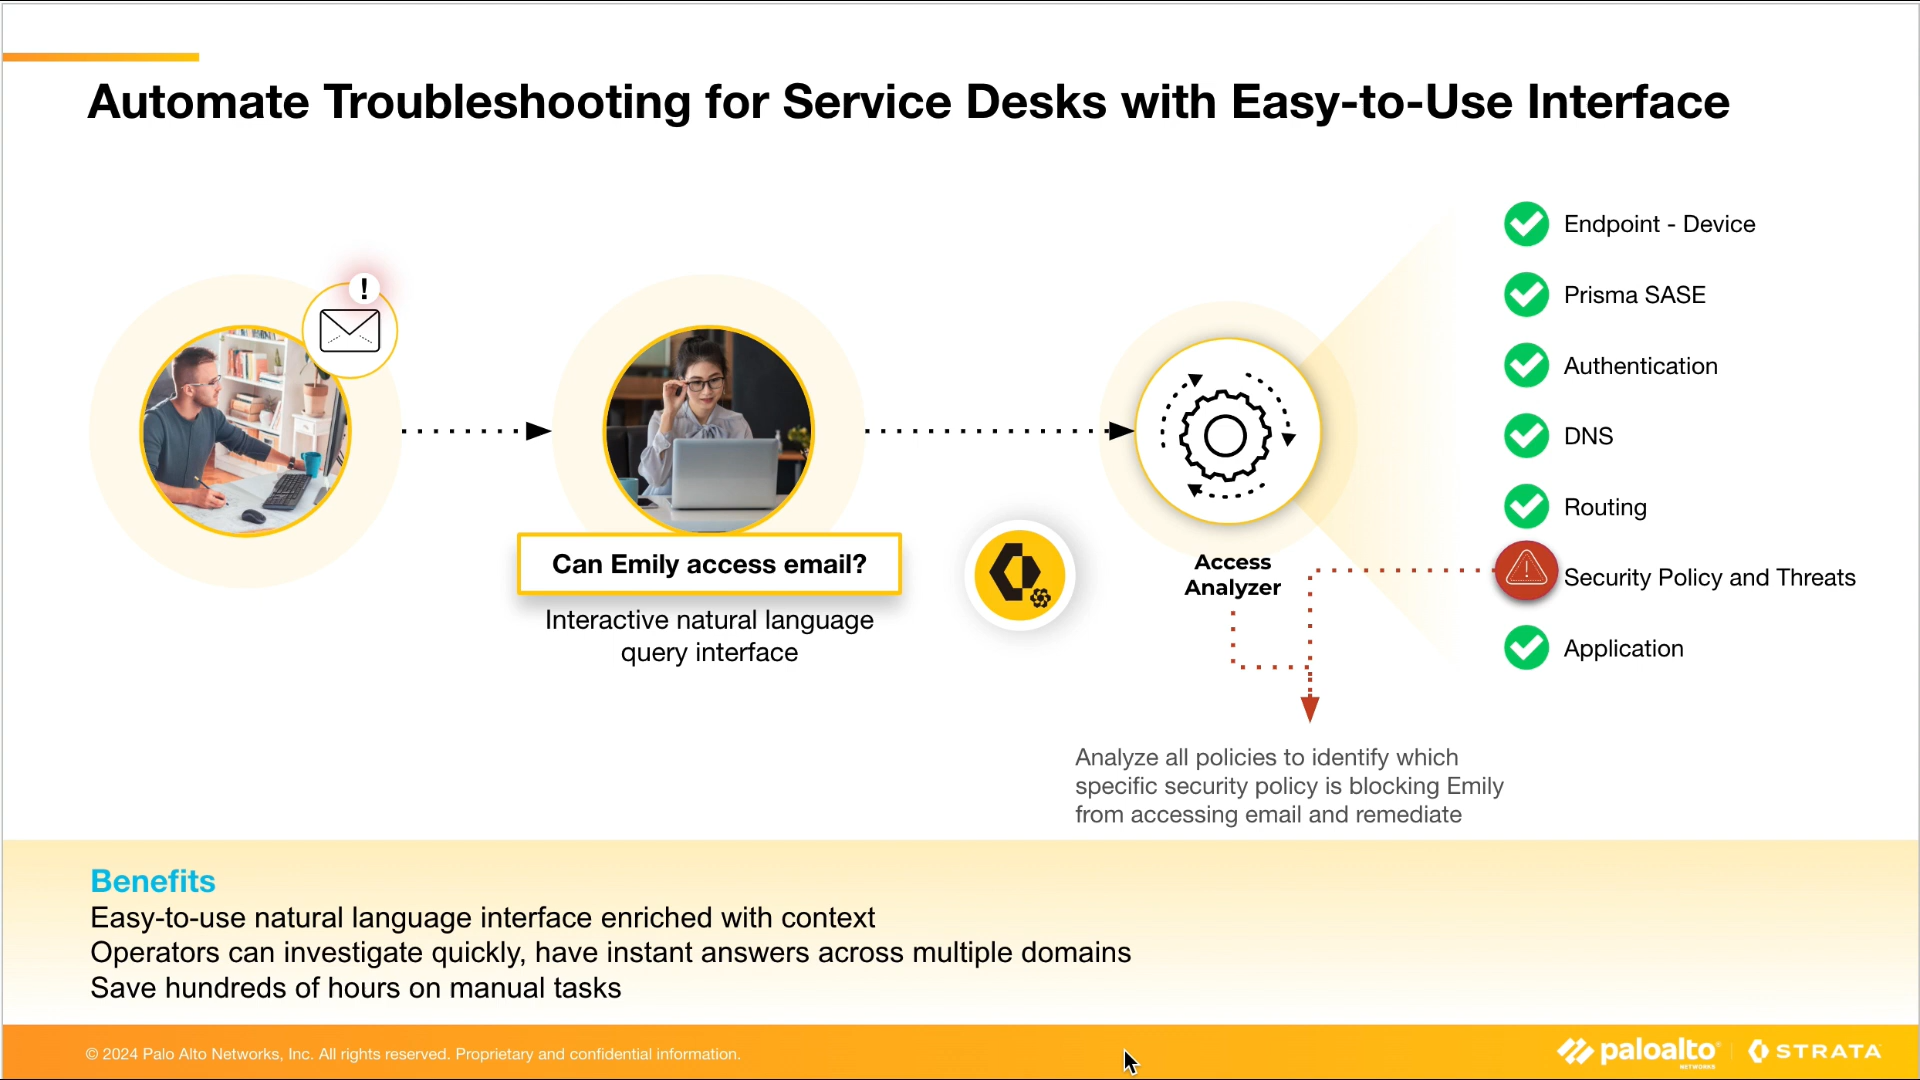 Automate Troubleshooting for Service Desks with Easy-to-Use Interface
!
Can Emily access email?
Interactive natural language
query interface
Access
Analyzer
Endpoint - Device
Prisma SASE
Authentication
DNS
Routing
Security Policy and Threats
Application
Analyze all policies to identify which
specific security policy is blocking Emily
from accessing email and remediate
Benefits
Easy-to-use natural language interface enriched with context
Operators can investigate quickly, have instant answers across multiple domains
Save hundreds of hours on manual tasks
© 2024 Palo Alto Networks, Inc. All rights reserved. Proprietary and confidential information.
paloalto
NETWORKS
STRATA